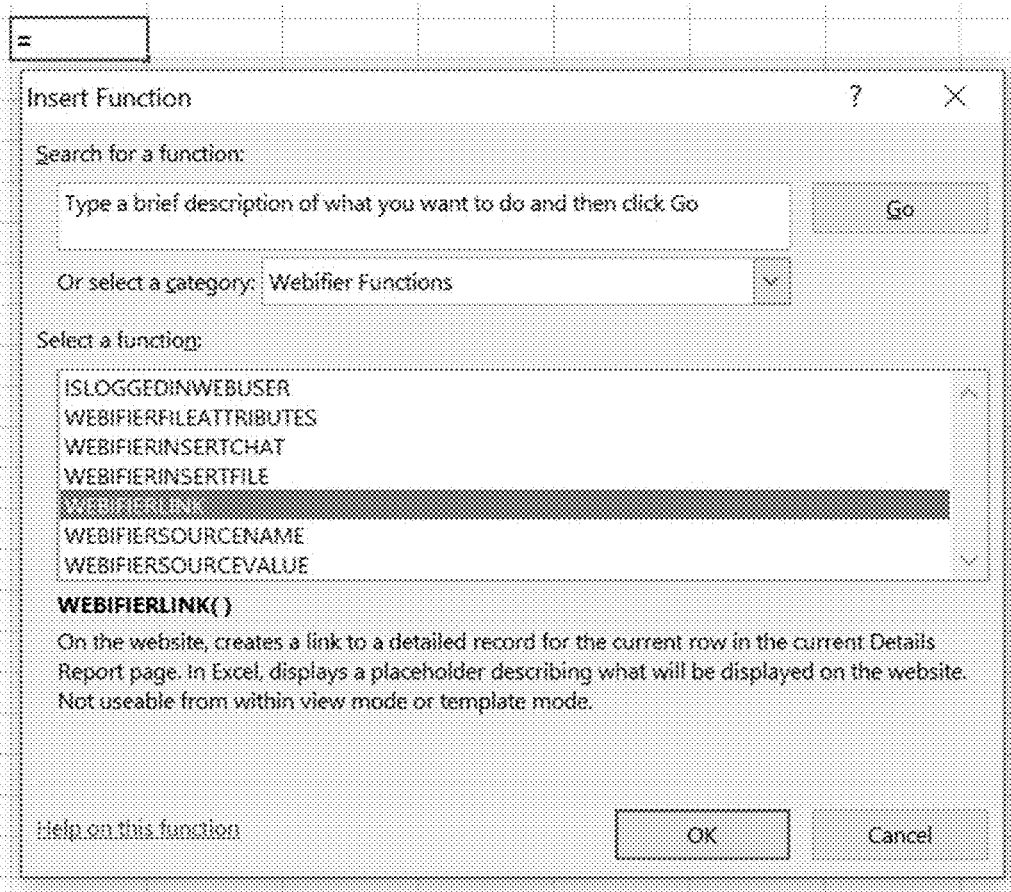 =
Insert Function
?
Search for a function:
Type a brief description of what you want to do and then click Go
Go
Or select a category: Webifier Functions
Select a function:
ISLOGGEDINWEBUSER
WEBIFIERFILEATTRIBUTES
WEBIFIERINSERTCHAT
WEBIFIERINSERTFILE
WEBIFIERLINK
WEBIFIERSOURCENAME
WEBIFIERSOURCEVALUE
WEBIFIERLINK( )
On the website, creates a link to a detailed record for the current row in the current Details
Report page. In Excel, displays a placeholder describing what will be displayed on the website.
Not useable from within view mode or template mode.
Help on this function
OK
Cancel